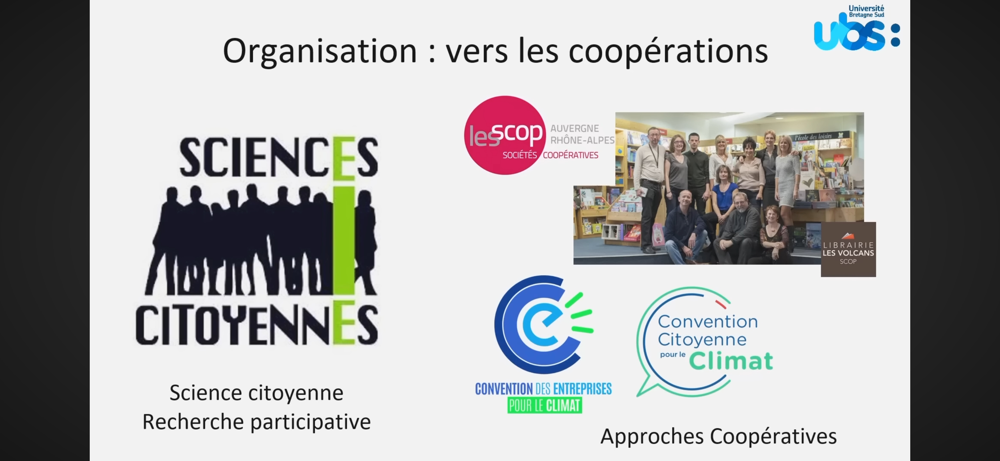 Université
Bretagne Sud
ubs:
Organisation : vers les coopérations
SCIENCES
CITOYENNES
Science citoyenne
Recherche participative
lesscop
AUVERGNE
RHÔNE-ALPES
SOCIÉTÉS COOPÉRATIVES
l'école des loisirs
LIBRAIRIE
LES VOLCANS
SCOP
CONVENTION DES ENTREPRISES
POUR LE CLIMAT
Convention
Citoyenne
pour le Climat
Approches Coopératives